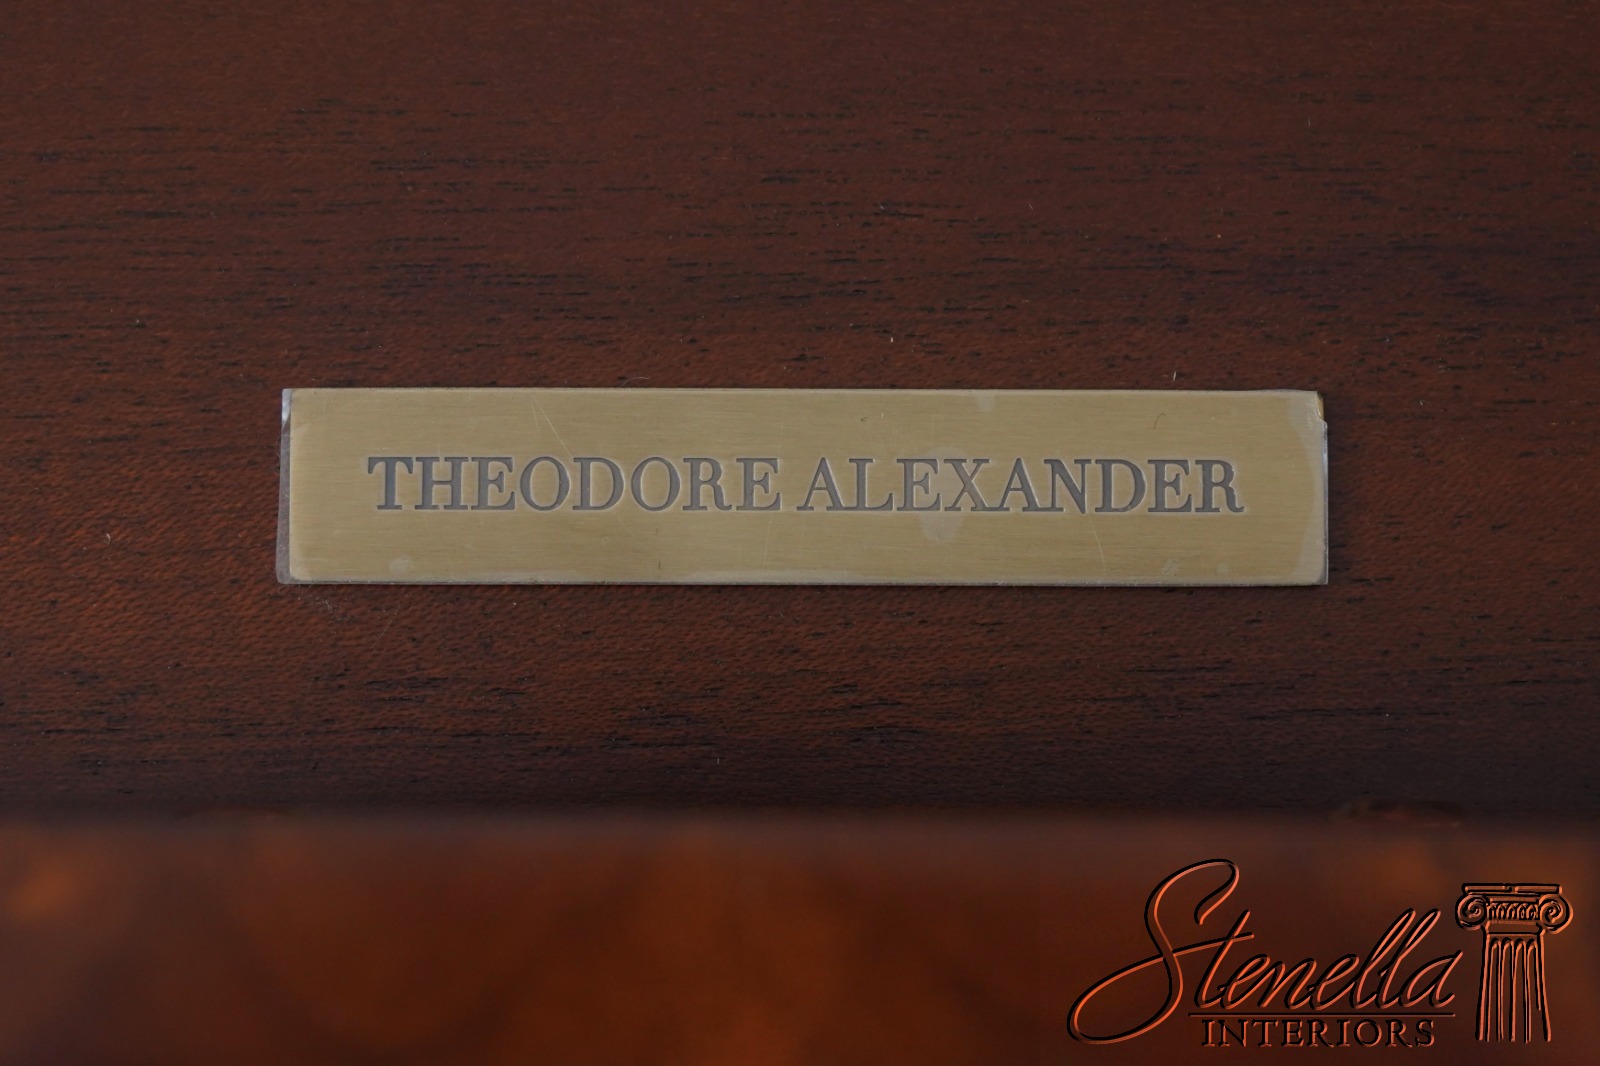 THEODORE ALEXANDER
Stenella
INTERIORS